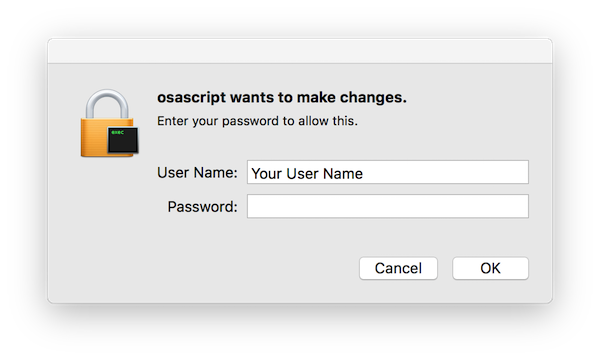 osascript wants to make changes.
Enter your password to allow this.
User Name: Your User Name
Password:
Cancel OK